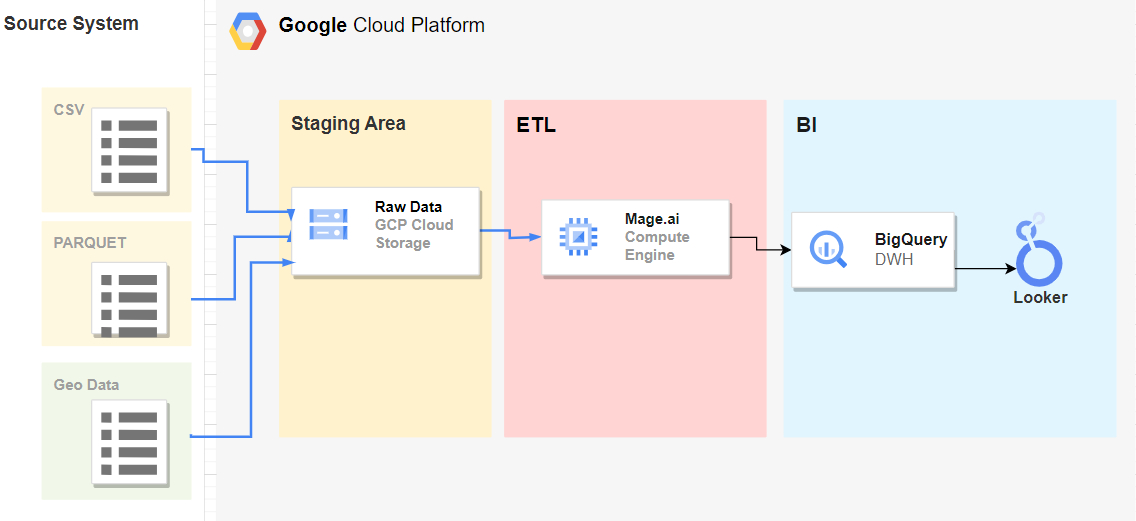 Source System
Google Cloud Platform
CSV
PARQUET
Geo Data
Staging Area
Raw Data
GCP Cloud
Storage
ETL
Mage.ai
Compute
Engine
BI
BigQuery
DWH
Looker